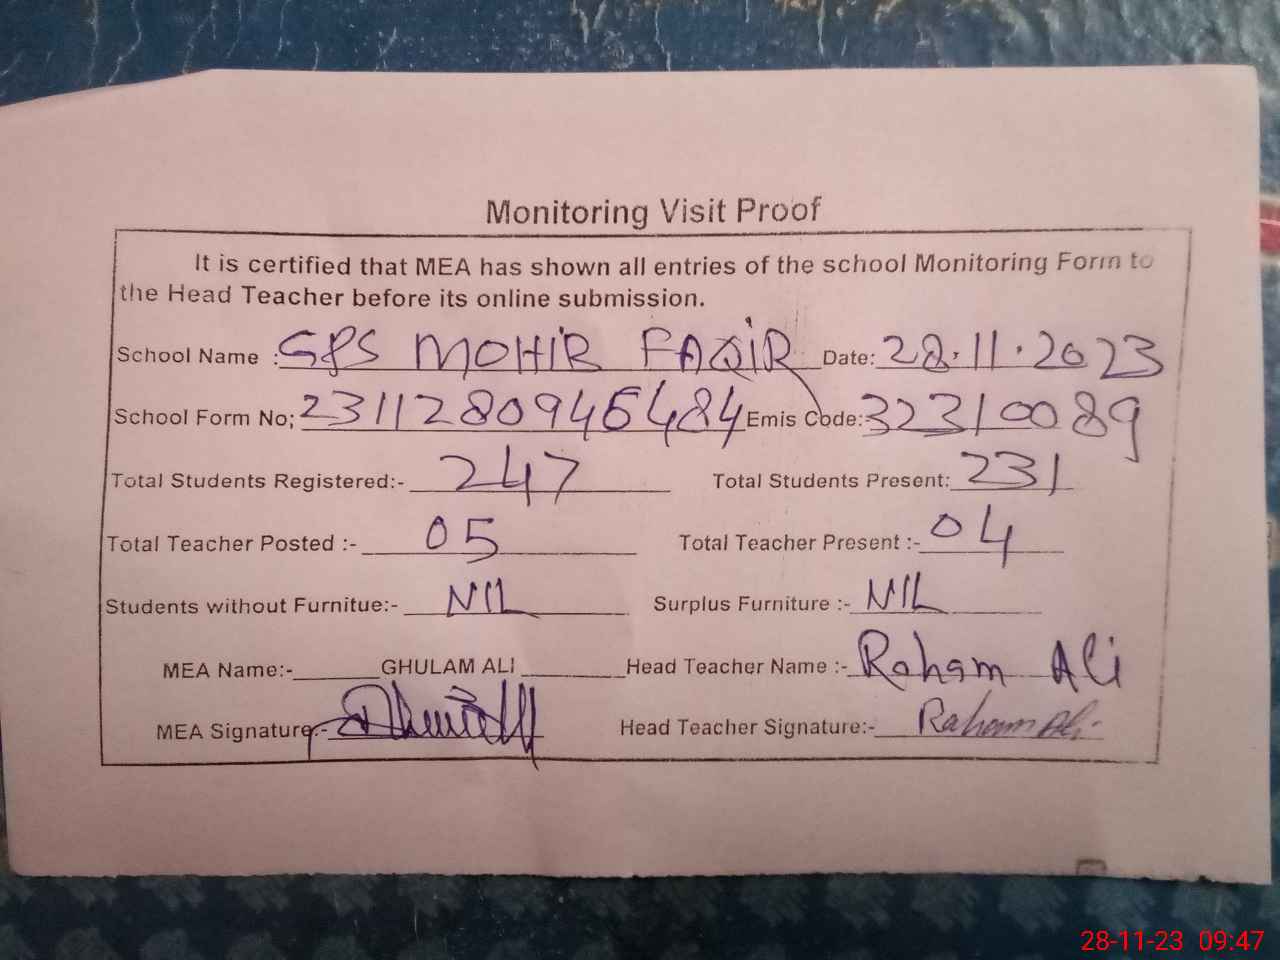 Monitoring Visit Proof
It is certified that MEA has shown all entries of the school Monitoring Form to
the Head Teacher before its online submission.
School Name : GPS MOHIR FAQIR Date: 28.11.2023
School Form No; 231128094546484 Emis Code: 32310089
Total Students Registered:- 247 Total Students Present: 231
Total Teacher Posted :- 05 Total Teacher Present :- 04
Students without Furnitue:- NIL Surplus Furniture :- NIL
MEA Name:- GHULAM ALI Head Teacher Name :- Raham Ali
MEA Signature:- Head Teacher Signature:- Raham Ali
28-11-23 09:47